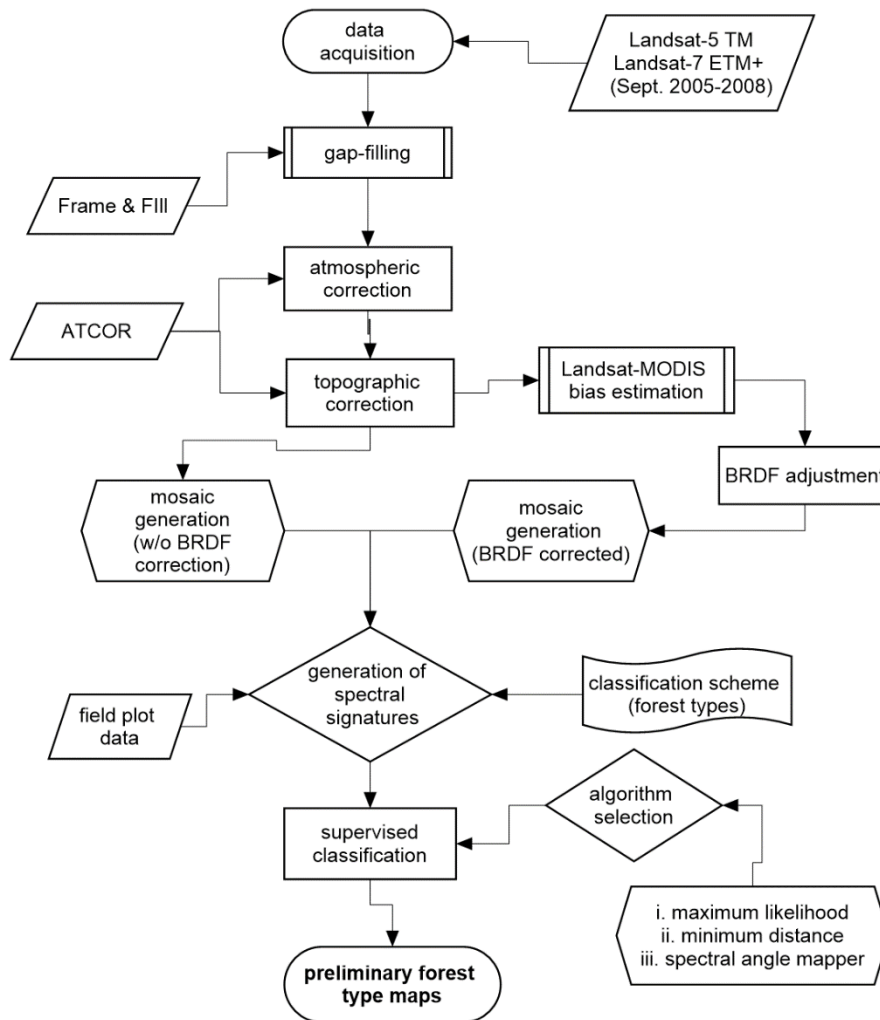 data
acquisition
Landsat-5 TM
Landsat-7 ETM+
(Sept. 2005-2008)
gap-filling
Frame & FIll
atmospheric
correction
ATCOR
topographic
correction
Landsat-MODIS
bias estimation
BRDF adjustment
mosaic
generation
(w/o BRDF
correction)
mosaic
generation
(BRDF corrected)
generation of
spectral
signatures
field plot
data
classification scheme
(forest types)
algorithm
selection
supervised
classification
i. maximum likelihood
ii. minimum distance
iii. spectral angle mapper
preliminary forest
type maps